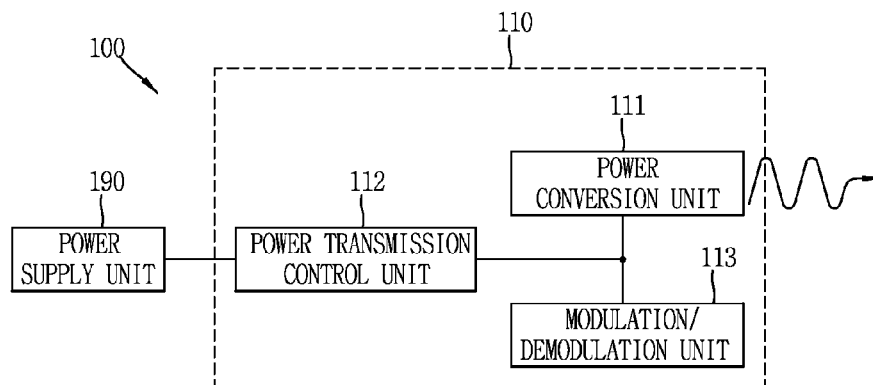 100
110
111
POWER
CONVERSION UNIT
190
112
POWER
SUPPLY UNIT
POWER TRANSMISSION
CONTROL UNIT
113
MODULATION/
DEMODULATION UNIT